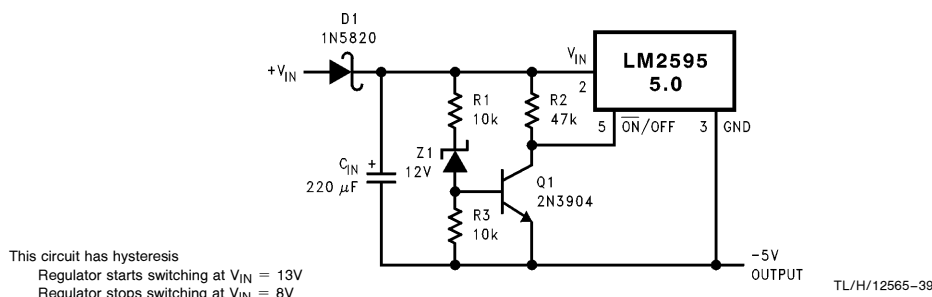 D1
1N5820
+VIN
VIN
2
LM2595
5.0
R1
10k
R2
47k
5
ON/OFF
3 GND
Z1
12V
CIN
+
220 μF
Q1
2N3904
R3
10k
-5V
OUTPUT
This circuit has hysteresis
Regulator starts switching at VIN = 13V
Regulator stops switching at VIN = 8V
TL/H/12565–39